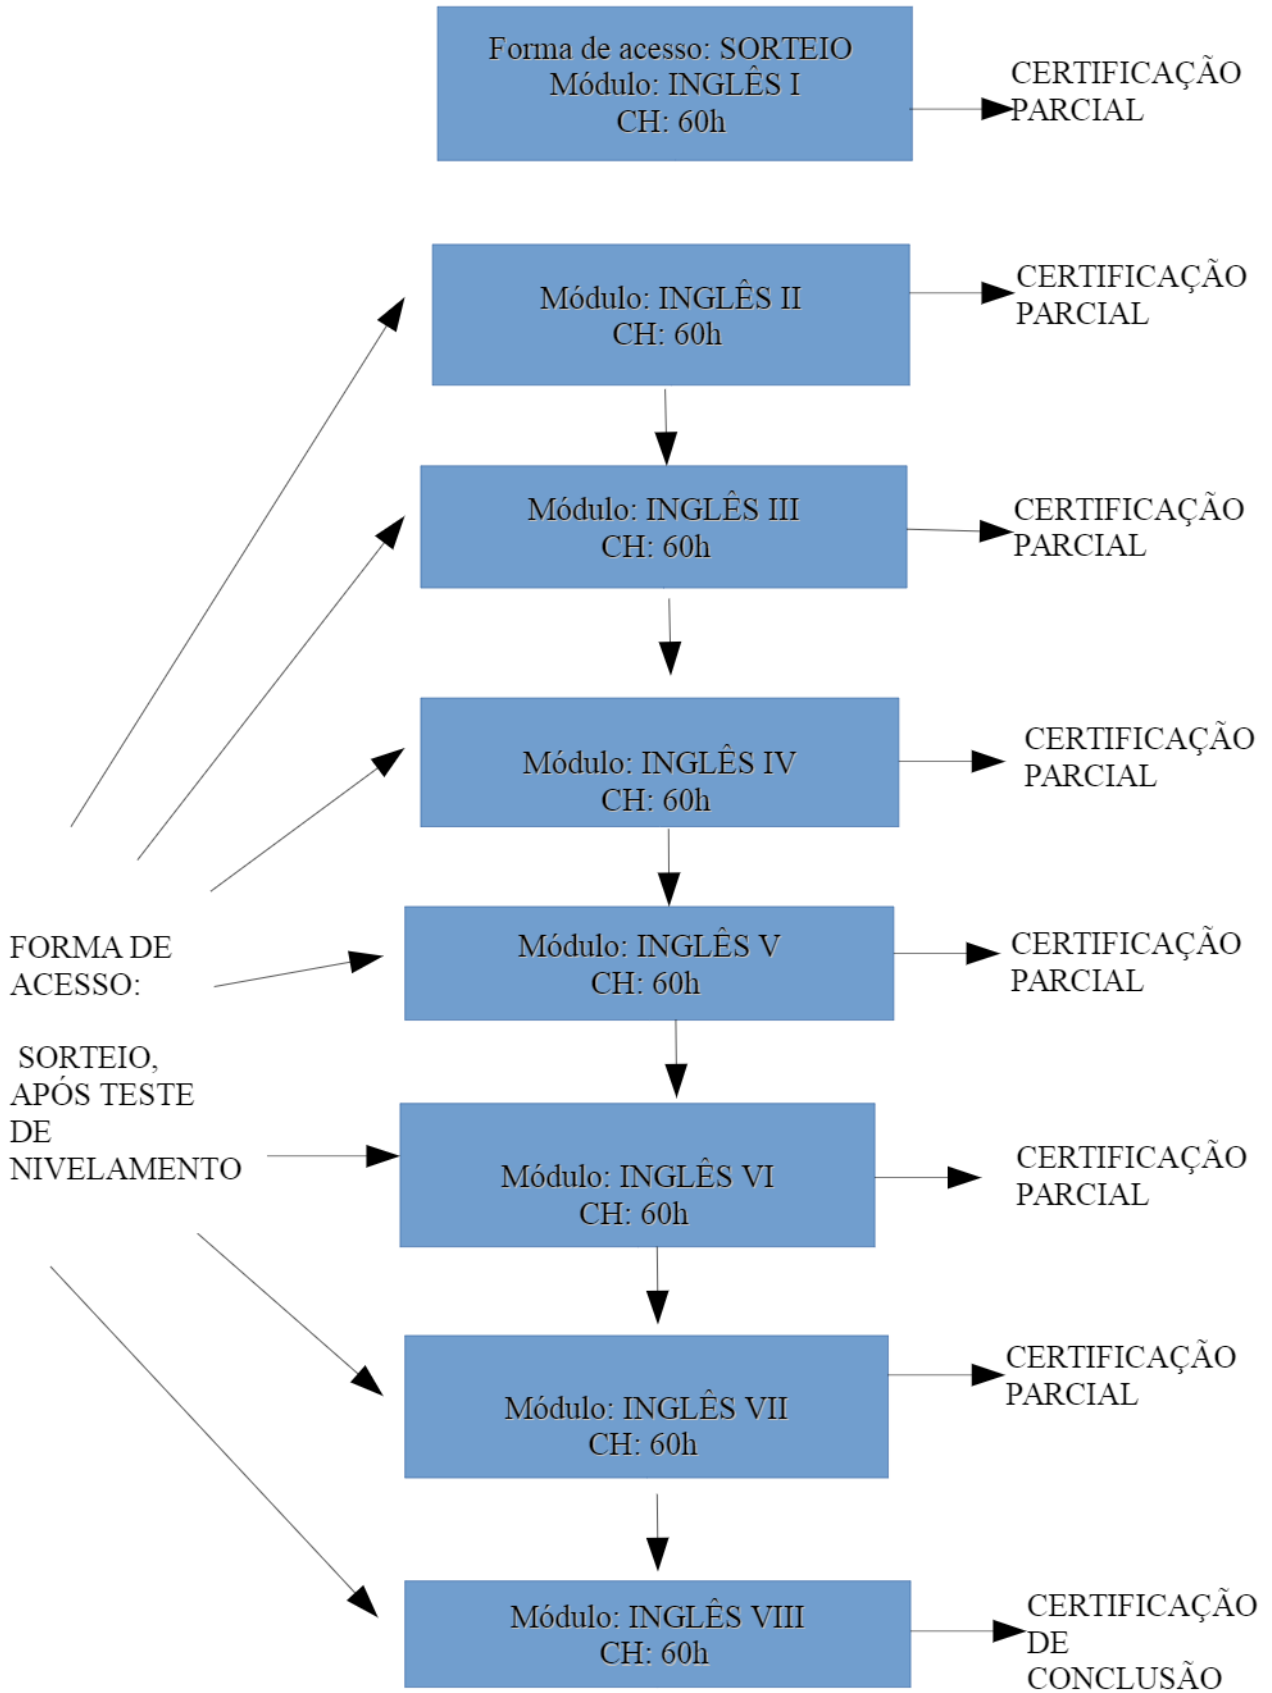 Forma de acesso: SORTEIO
Módulo: INGLÊS I
CH: 60h
CERTIFICAÇÃO
PARCIAL
Módulo: INGLÊS II
CH: 60h
CERTIFICAÇÃO
PARCIAL
Módulo: INGLÊS III
CH: 60h
CERTIFICAÇÃO
PARCIAL
Módulo: INGLÊS IV
CH: 60h
CERTIFICAÇÃO
PARCIAL
FORMA DE
ACESSO:
SORTEIO,
APÓS TESTE
DE
NIVELAMENTO
Módulo: INGLÊS V
CH: 60h
CERTIFICAÇÃO
PARCIAL
Módulo: INGLÊS VI
CH: 60h
CERTIFICAÇÃO
PARCIAL
Módulo: INGLÊS VII
CH: 60h
CERTIFICAÇÃO
PARCIAL
Módulo: INGLÊS VIII
CH: 60h
CERTIFICAÇÃO
DE
CONCLUSÃO